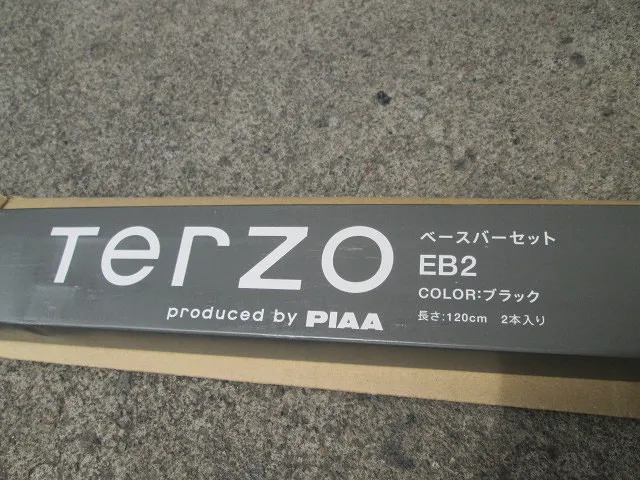 Terzo
produced by PIAA
ベースバーセット
EB2
COLOR:ブラック
長さ:120cm 2本入り